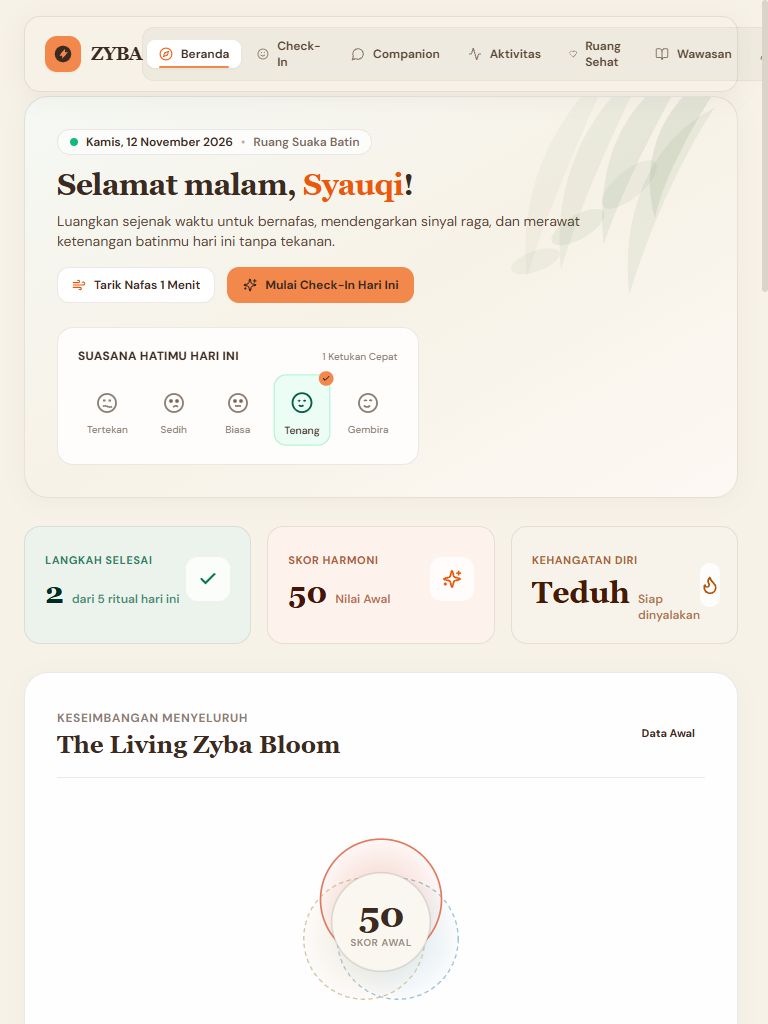 ZYBA
Beranda
Check-
In
Companion
Aktivitas
Ruang
Sehat
Wawasan
Kamis, 12 November 2026 • Ruang Suaka Batin
Selamat malam, Syauqi!
Luangkan sejenak waktu untuk bernafas, mendengarkan sinyal raga, dan merawat
ketenangan batinmu hari ini tanpa tekanan.
Tarik Nafas 1 Menit
Mulai Check-In Hari Ini
SUASANA HATIMU HARI INI
1 Ketukan Cepat
Tertekan
Sedih
Biasa
Tenang
Gembira
LANGKAH SELESAI
2 dari 5 ritual hari ini
SKOR HARMONI
50 Nilai Awal
KEHANGATAN DIRI
Teduh Siap
dinyalakan
KESEIMBANGAN MENYELURUH
The Living Zyba Bloom
Data Awal
50
SKOR AWAL